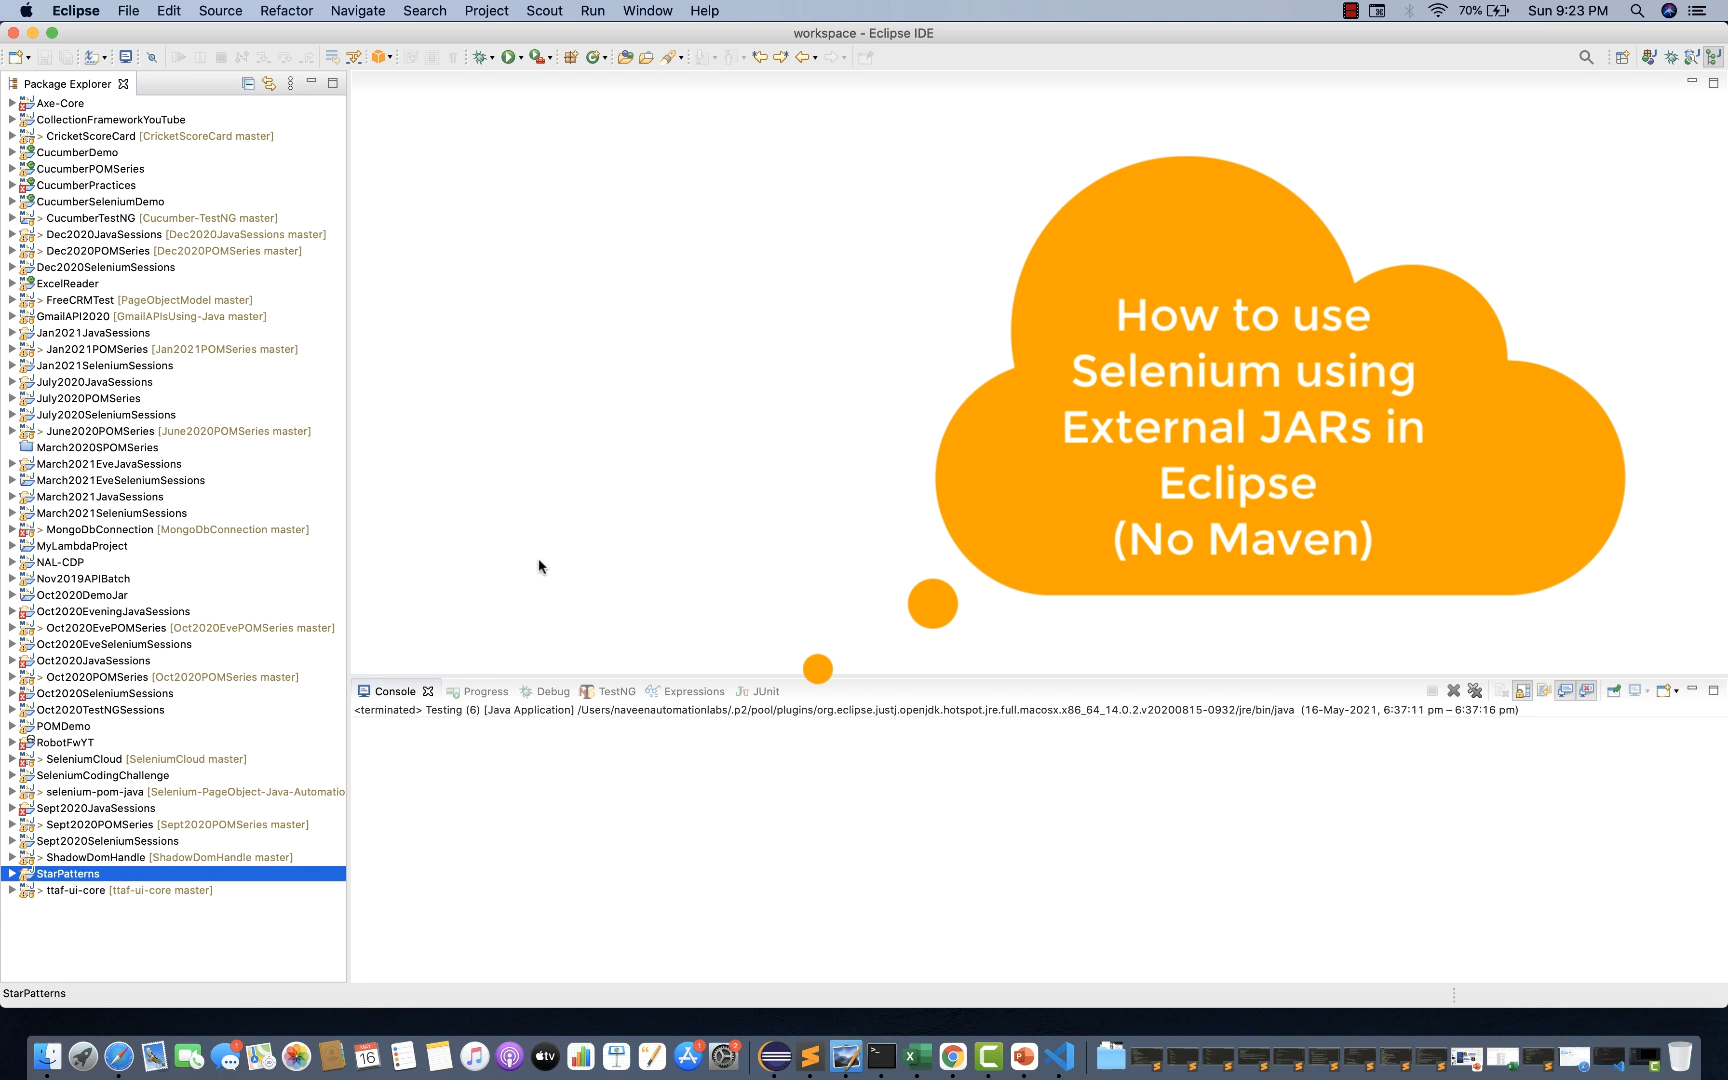 Eclipse File Edit Source Refactor Navigate Search Project Scout Run Window Help 70% Sun 9:23 PM
workspace - Eclipse IDE
Package Explorer
Axe-Core
CollectionFrameworkYouTube
> CricketScoreCard [CricketScoreCard master]
CucumberDemo
CucumberPOMSeries
CucumberPractices
CucumberSeleniumDemo
> CucumberTestNG [Cucumber-TestNG master]
> Dec2020JavaSessions [Dec2020JavaSessions master]
> Dec2020POMSeries [Dec2020POMSeries master]
Dec2020SeleniumSessions
ExcelReader
> FreeCRMTest [PageObjectModel master]
GmailAPI2020 [GmailAPIsUsing-Java master]
Jan2021JavaSessions
> Jan2021POMSeries [Jan2021POMSeries master]
Jan2021SeleniumSessions
July2020JavaSessions
July2020POMSeries
July2020SeleniumSessions
> June2020POMSeries [June2020POMSeries master]
March2020SPOMSeries
March2021EveJavaSessions
March2021EveSeleniumSessions
March2021JavaSessions
March2021SeleniumSessions
> MongoDbConnection [MongoDbConnection master]
MyLambdaProject
NAL-CDP
Nov2019APIBatch
Oct2020DemoJar
Oct2020EveningJavaSessions
> Oct2020EvePOMSeries [Oct2020EvePOMSeries master]
Oct2020EveSeleniumSessions
Oct2020JavaSessions
> Oct2020POMSeries [Oct2020POMSeries master]
Oct2020SeleniumSessions
Oct2020TestNGSessions
POMDemo
RobotFwYT
> SeleniumCloud [SeleniumCloud master]
SeleniumCodingChallenge
> selenium-pom-java [Selenium-PageObject-Java-Automatio
Sept2020JavaSessions
> Sept2020POMSeries [Sept2020POMSeries master]
Sept2020SeleniumSessions
> ShadowDomHandle [ShadowDomHandle master]
StarPatterns
> ttaf-ui-core [ttaf-ui-core master]
How to use
Selenium using
External JARs in
Eclipse
(No Maven)
Console Progress Debug TestNG Expressions JUnit
<terminated> Testing (6) [Java Application] /Users/naveenautomationlabs/.p2/pool/plugins/org.eclipse.justj.openjdk.hotspot.jre.full.macosx.x86_64_14.0.2.v20200815-0932/jre/bin/java (16-May-2021, 6:37:11 pm – 6:37:16 pm)
StarPatterns